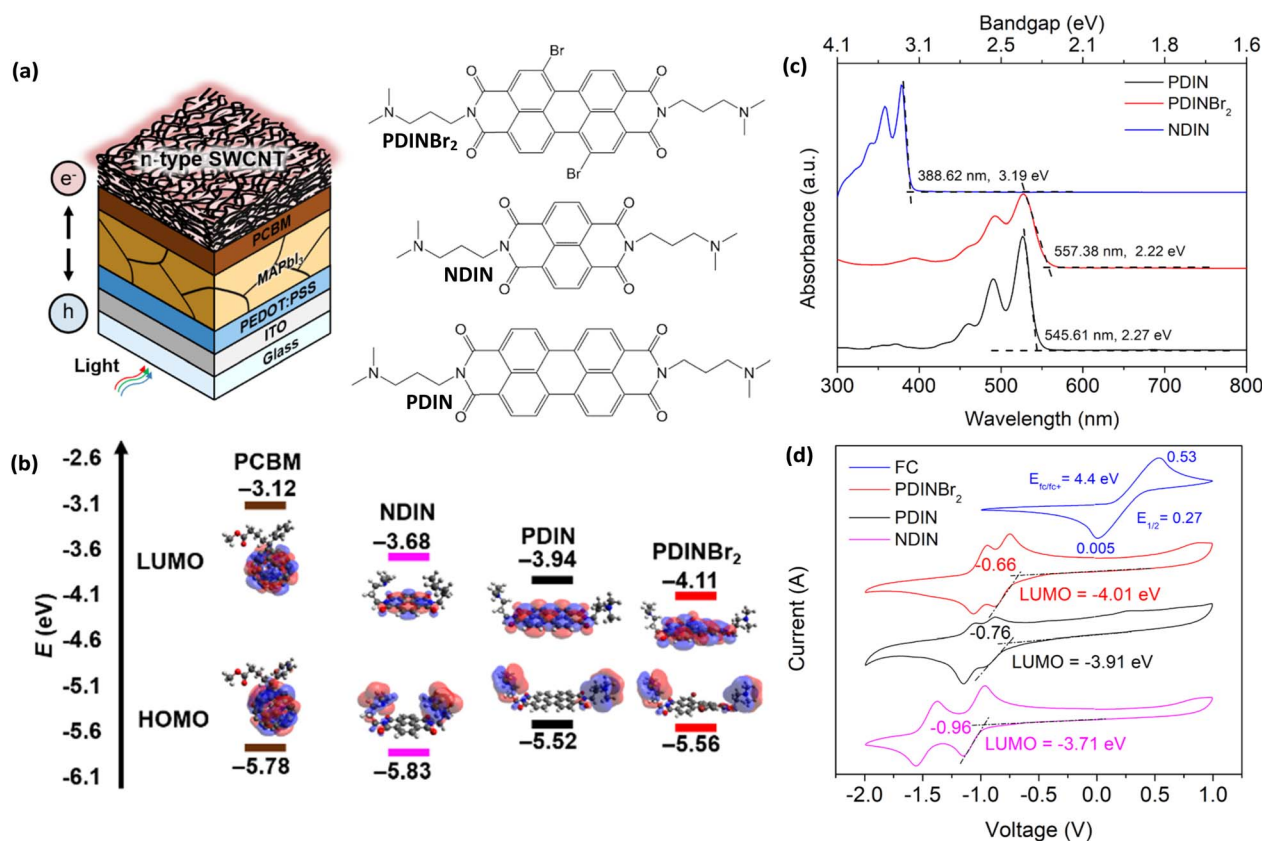 (a)
n-type SWCNT
e-
h
PCBM
MAPbI3
PEDOT:PSS
ITO
Glass
Light
Br
O
O
N
N
N
N
PDINBr2
O
O
Br
O
O
N
N
N
N
NDIN
O
O
O
O
N
N
N
N
PDIN
O
O
(b)
E (eV)
-2.6
-3.1
-3.6
-4.1
-4.6
-5.1
-5.6
-6.1
LUMO
HOMO
PCBM
–3.12
–5.78
NDIN
–3.68
–5.83
PDIN
–3.94
–5.52
PDINBr2
–4.11
–5.56
(c)
Bandgap (eV)
4.1 3.1 2.5 2.1 1.8 1.6
PDIN
PDINBr2
NDIN
388.62 nm, 3.19 eV
557.38 nm, 2.22 eV
545.61 nm, 2.27 eV
Absorbance (a.u.)
300 400 500 600 700 800
Wavelength (nm)
(d)
FC
PDINBr2
PDIN
NDIN
0.53
Efc/fc+= 4.4 eV
E1/2 = 0.27
0.005
-0.66
LUMO = -4.01 eV
-0.76
LUMO = -3.91 eV
-0.96
LUMO = -3.71 eV
Current (A)
-2.0 -1.5 -1.0 -0.5 0.0 0.5 1.0
Voltage (V)